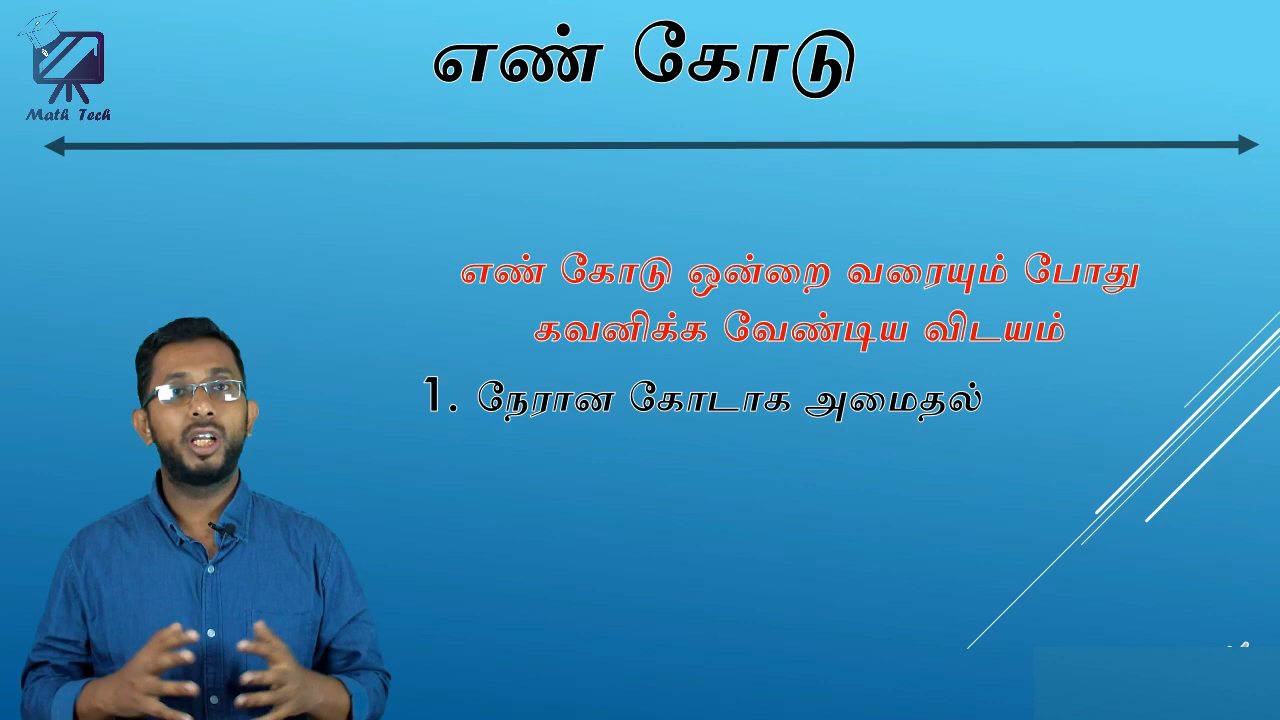 எண் கோடு
Math Tech
எண் கோடு ஒன்றை வரையும் போது
கவனிக்க வேண்டிய விடயம்
1. நேரான கோடாக அமைதல்